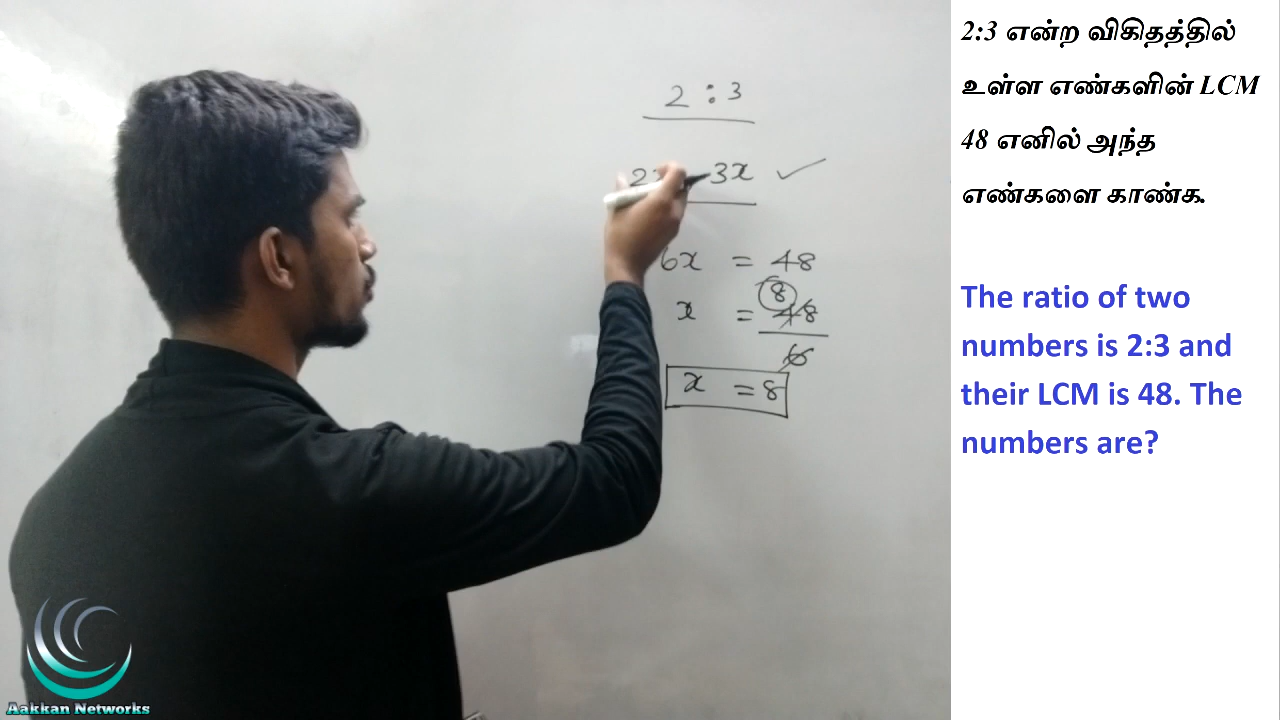 2 : 3
3x ✓
6x = 48
8
x = 48
6
x = 8
2:3 என்ற விகிதத்தில்
உள்ள எண்களின் LCM
48 எனில் அந்த
எண்களை காண்க.
The ratio of two
numbers is 2:3 and
their LCM is 48. The
numbers are?
Aakkan Networks